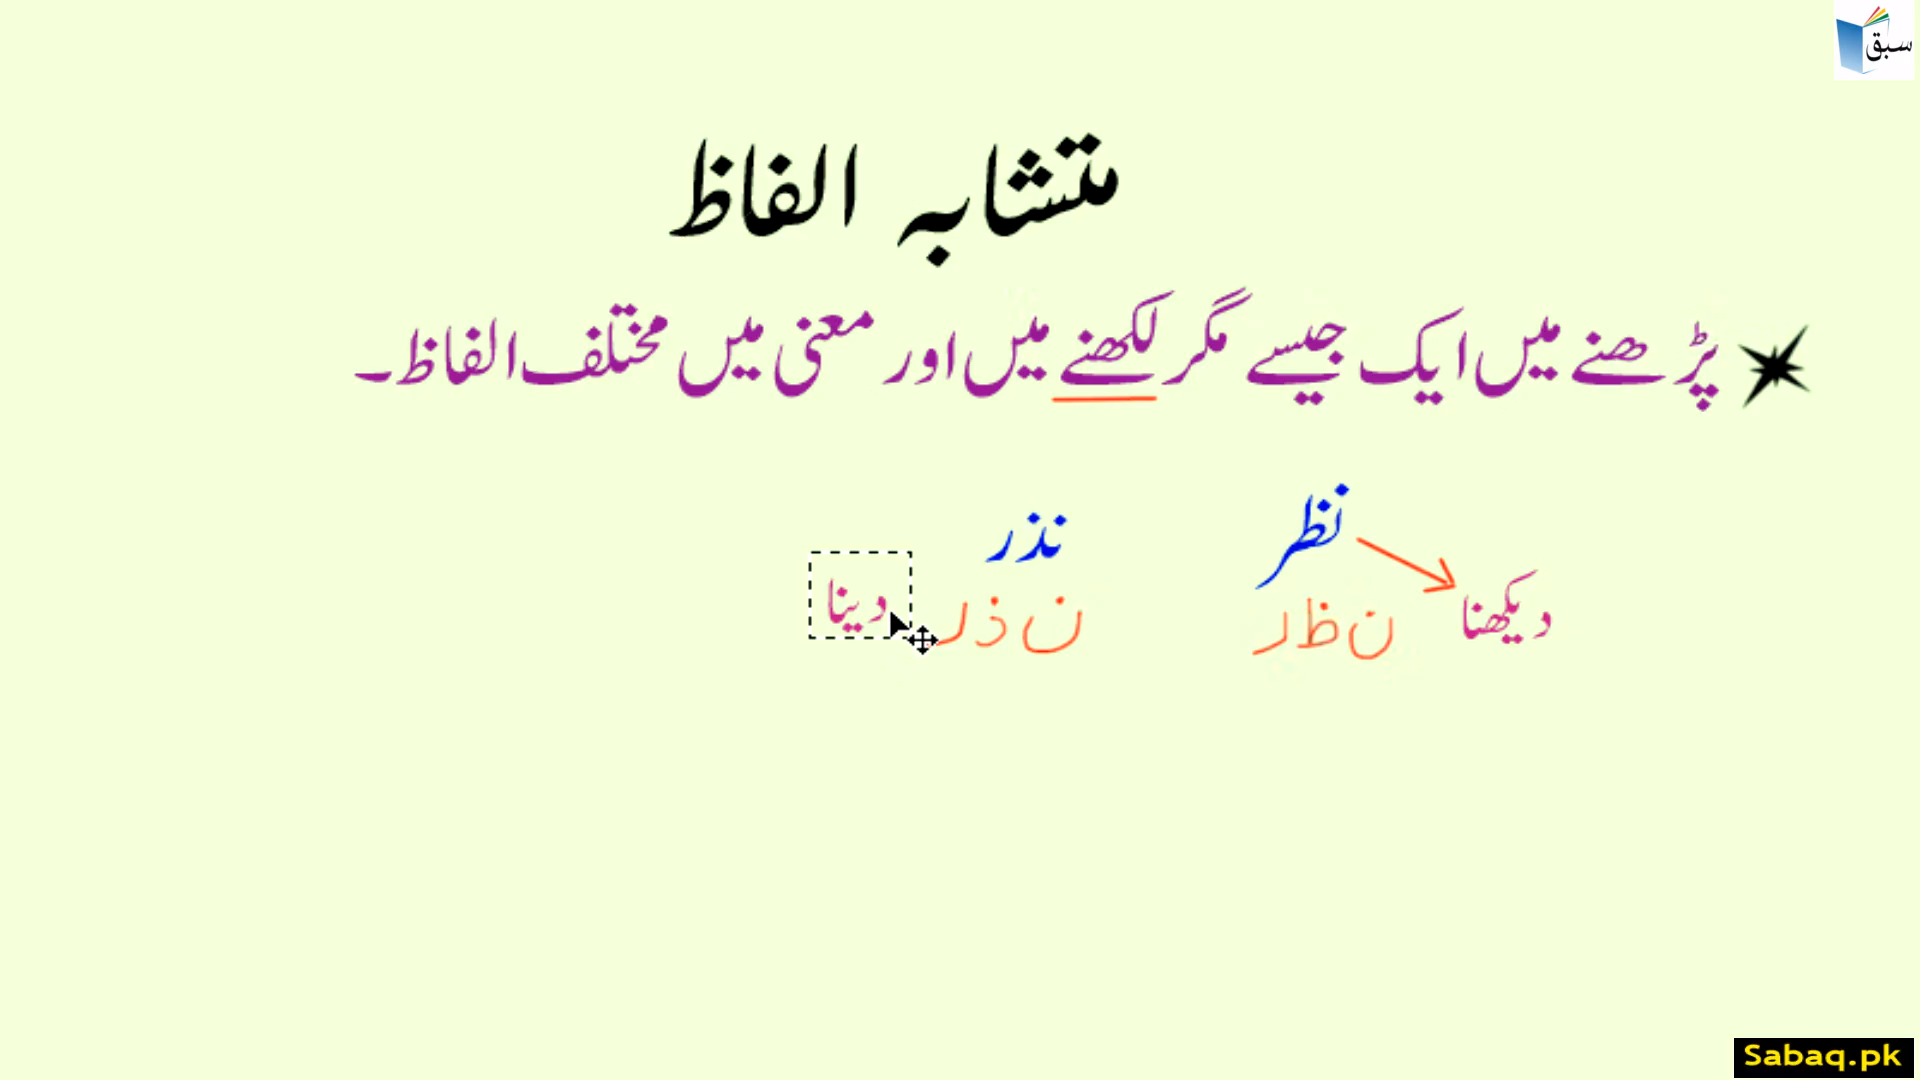 سبق
متشابہ الفاظ
پڑھنے میں ایک جیسے مگر لکھنے میں اور معنی میں مختلف الفاظ۔
نظر نذر
دیکھنا ن ظ ر ن ذ ر دینا
Sabaq.pk